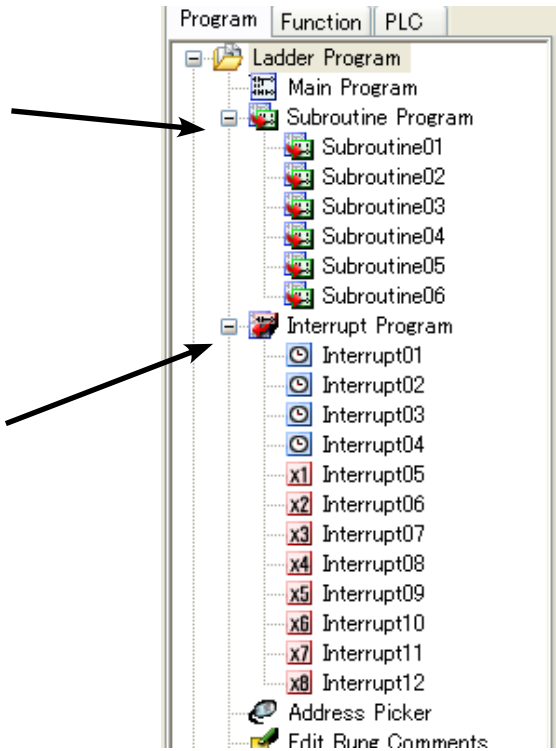 Program Function PLC
Ladder Program
Main Program
Subroutine Program
Subroutine01
Subroutine02
Subroutine03
Subroutine04
Subroutine05
Subroutine06
Interrupt Program
Interrupt01
Interrupt02
Interrupt03
Interrupt04
x1 Interrupt05
x2 Interrupt06
x3 Interrupt07
x4 Interrupt08
x5 Interrupt09
x6 Interrupt10
x7 Interrupt11
x8 Interrupt12
Address Picker
Edit Rung Comments